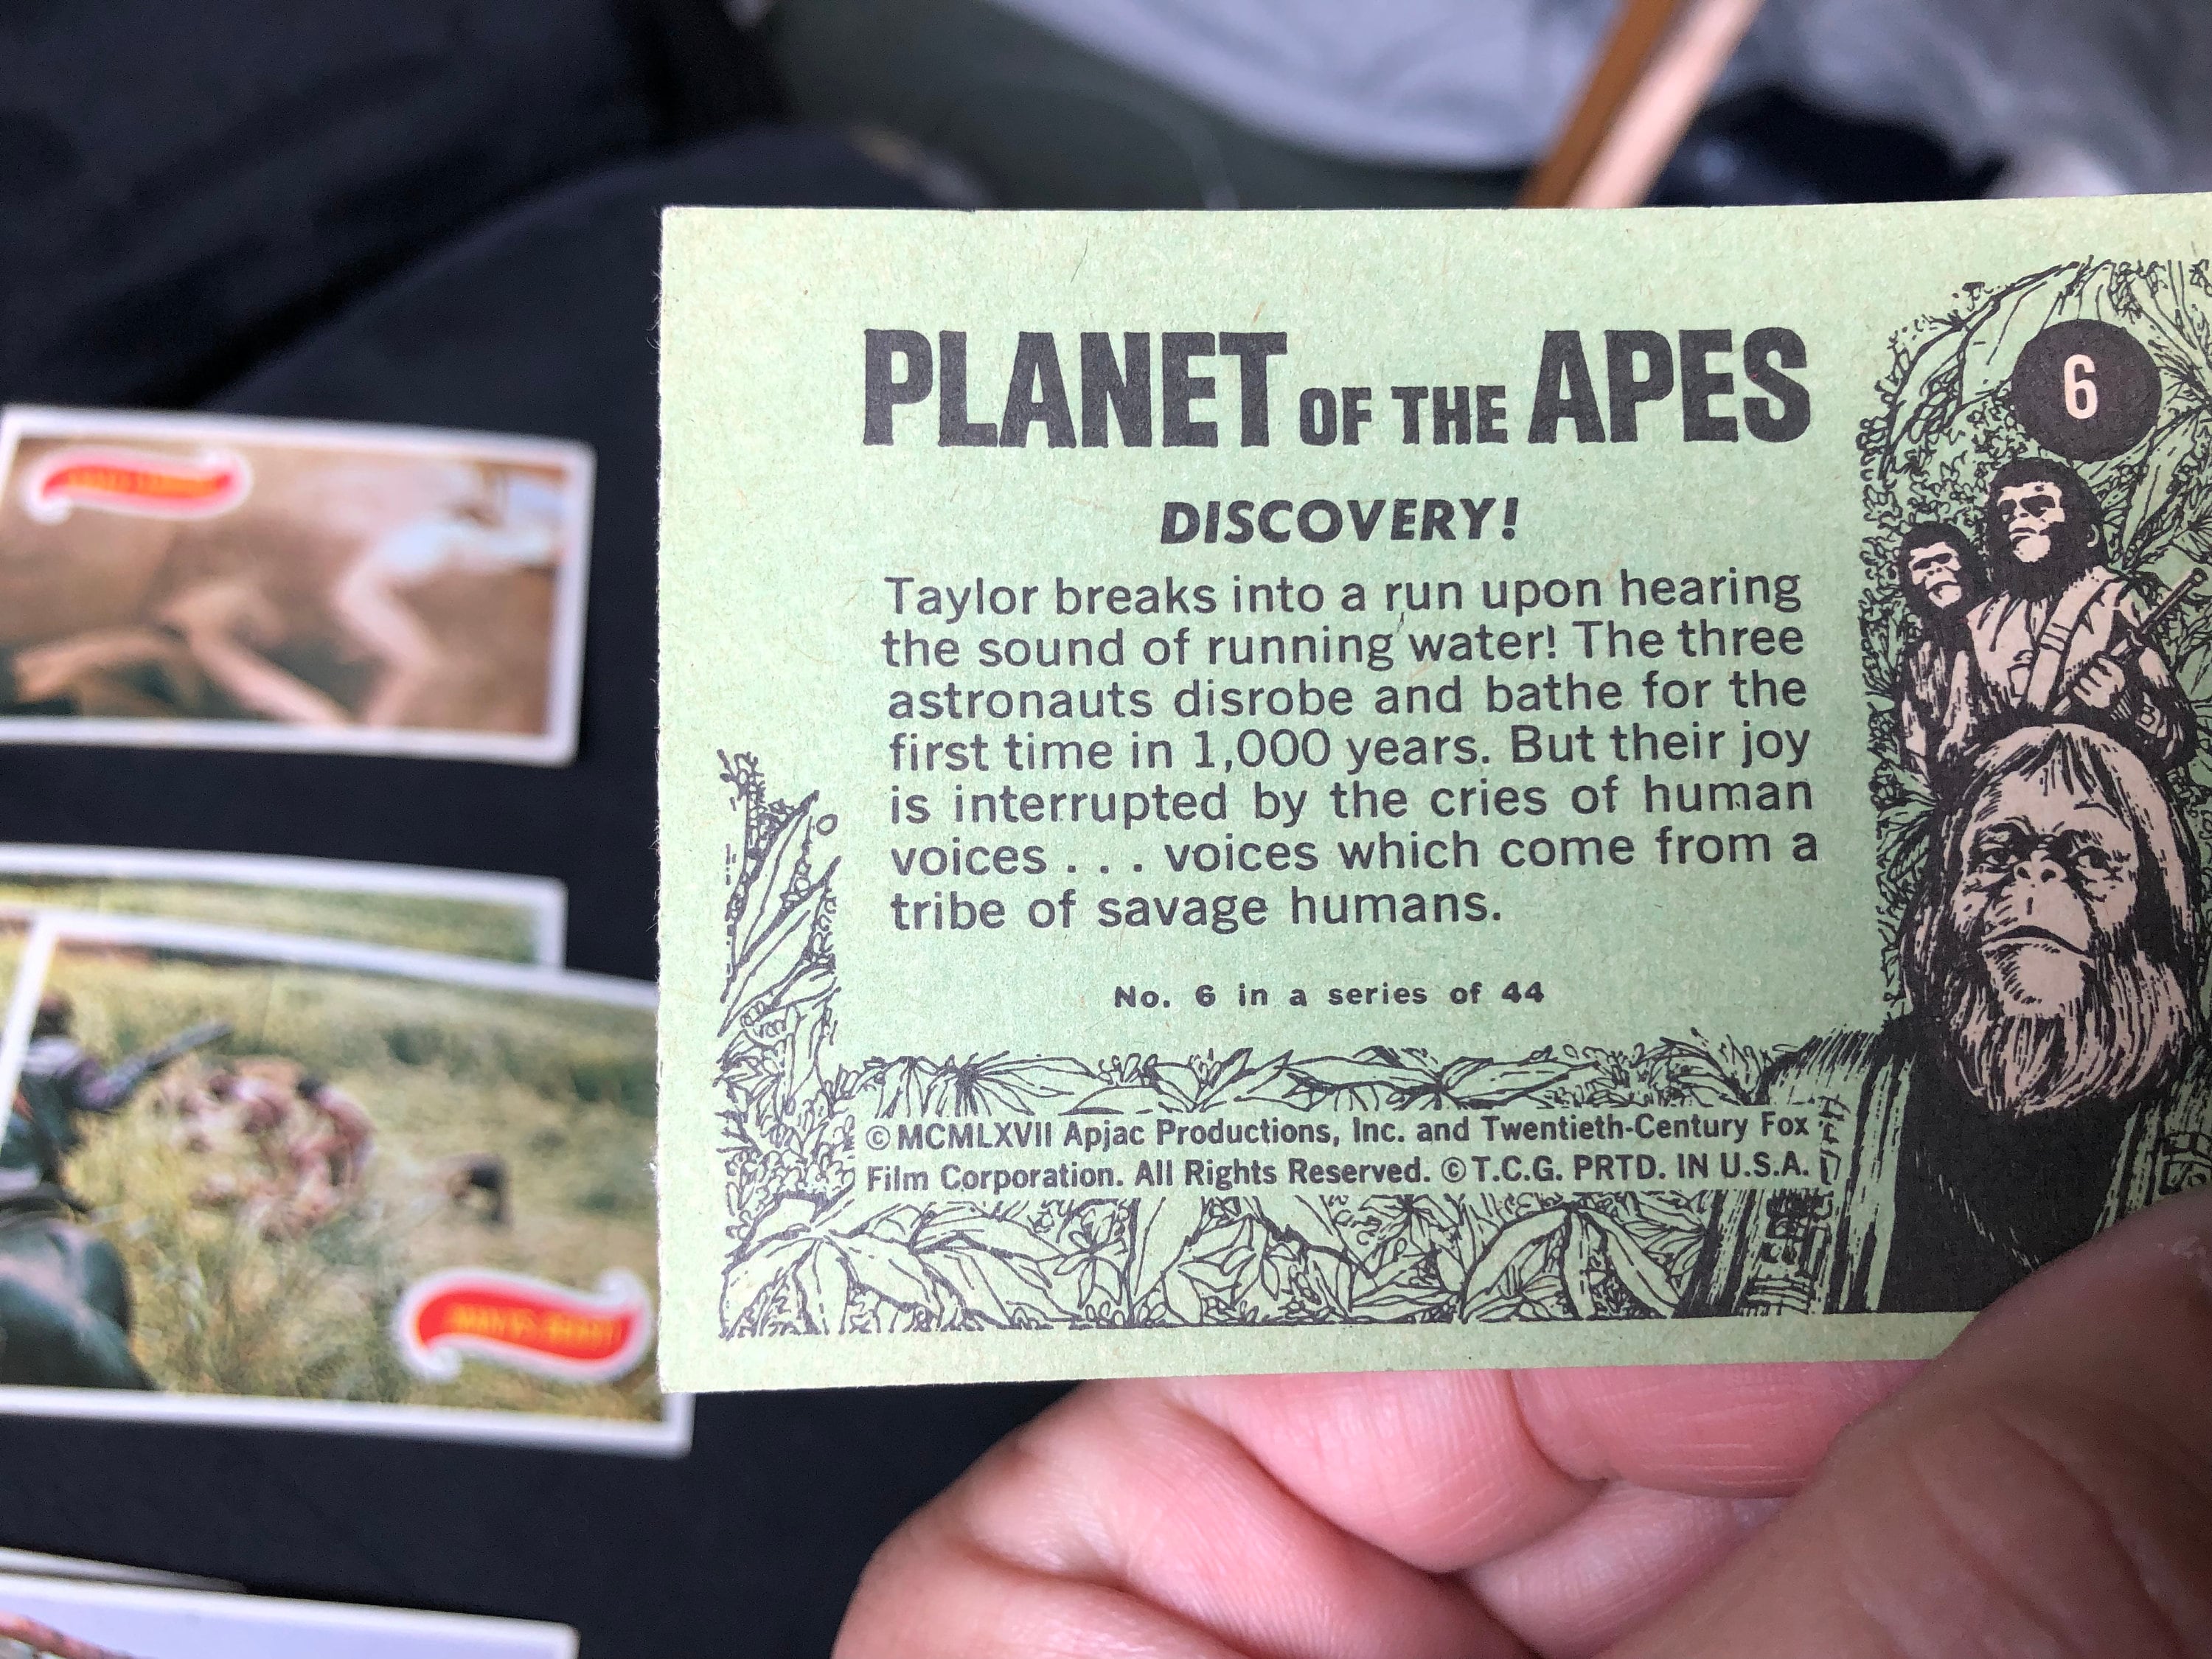 PLANET OF THE APES
6
DISCOVERY!
Taylor breaks into a run upon hearing
the sound of running water! The three
astronauts disrobe and bathe for the
first time in 1,000 years. But their joy
is interrupted by the cries of human
voices . . . voices which come from a
tribe of savage humans.
No. 6 in a series of 44
©MCMLXVII Apjac Productions, Inc. and Twentieth-Century Fox
Film Corporation. All Rights Reserved. ©T.C.G. PRTD. IN U.S.A.